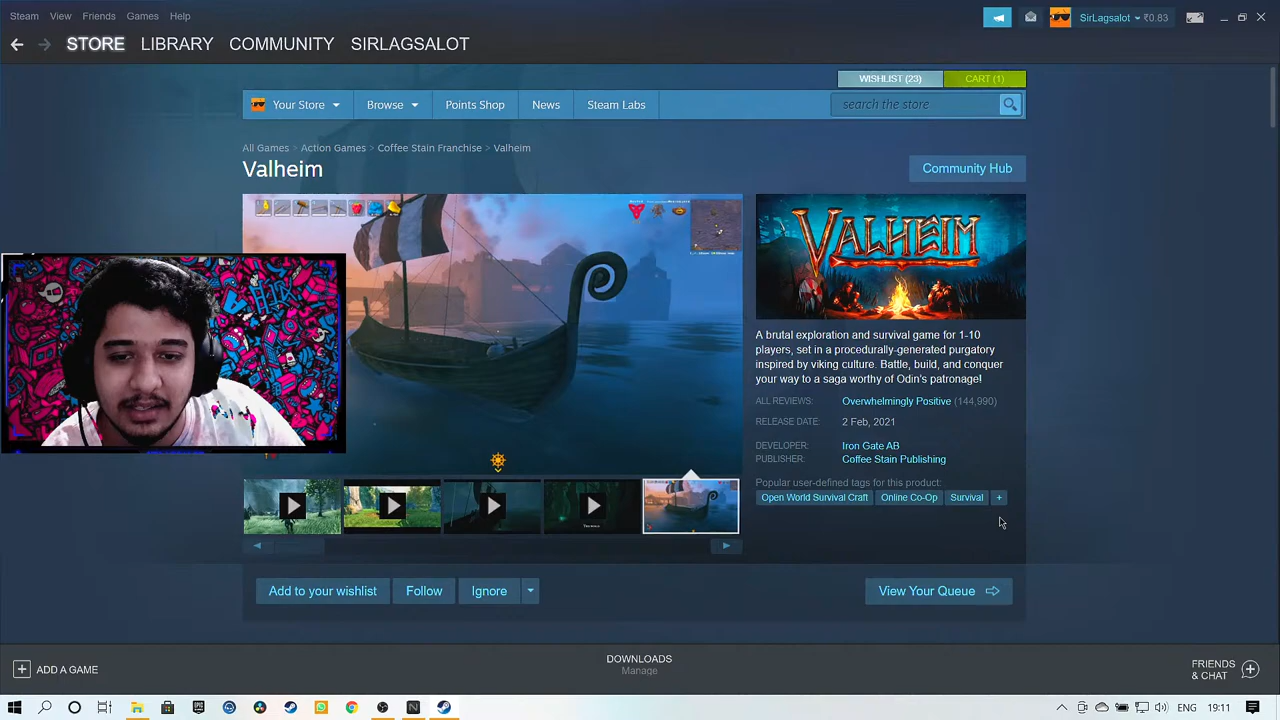 Steam View Friends Games Help
SirLagsalot ₹0.83
STORE LIBRARY COMMUNITY SIRLAGSALOT
WISHLIST (23) CART (1)
Your Store Browse Points Shop News Steam Labs search the store
All Games > Action Games > Coffee Stain Franchise > Valheim
Valheim
Community Hub
VALHEIM
A brutal exploration and survival game for 1-10
players, set in a procedurally-generated purgatory
inspired by viking culture. Battle, build, and conquer
your way to a saga worthy of Odin's patronage!
ALL REVIEWS: Overwhelmingly Positive (144,990)
RELEASE DATE: 2 Feb, 2021
DEVELOPER: Iron Gate AB
PUBLISHER: Coffee Stain Publishing
Popular user-defined tags for this product:
Open World Survival Craft Online Co-Op Survival +
Add to your wishlist Follow Ignore View Your Queue
ADD A GAME
DOWNLOADS
Manage
FRIENDS
& CHAT
ENG 19:11